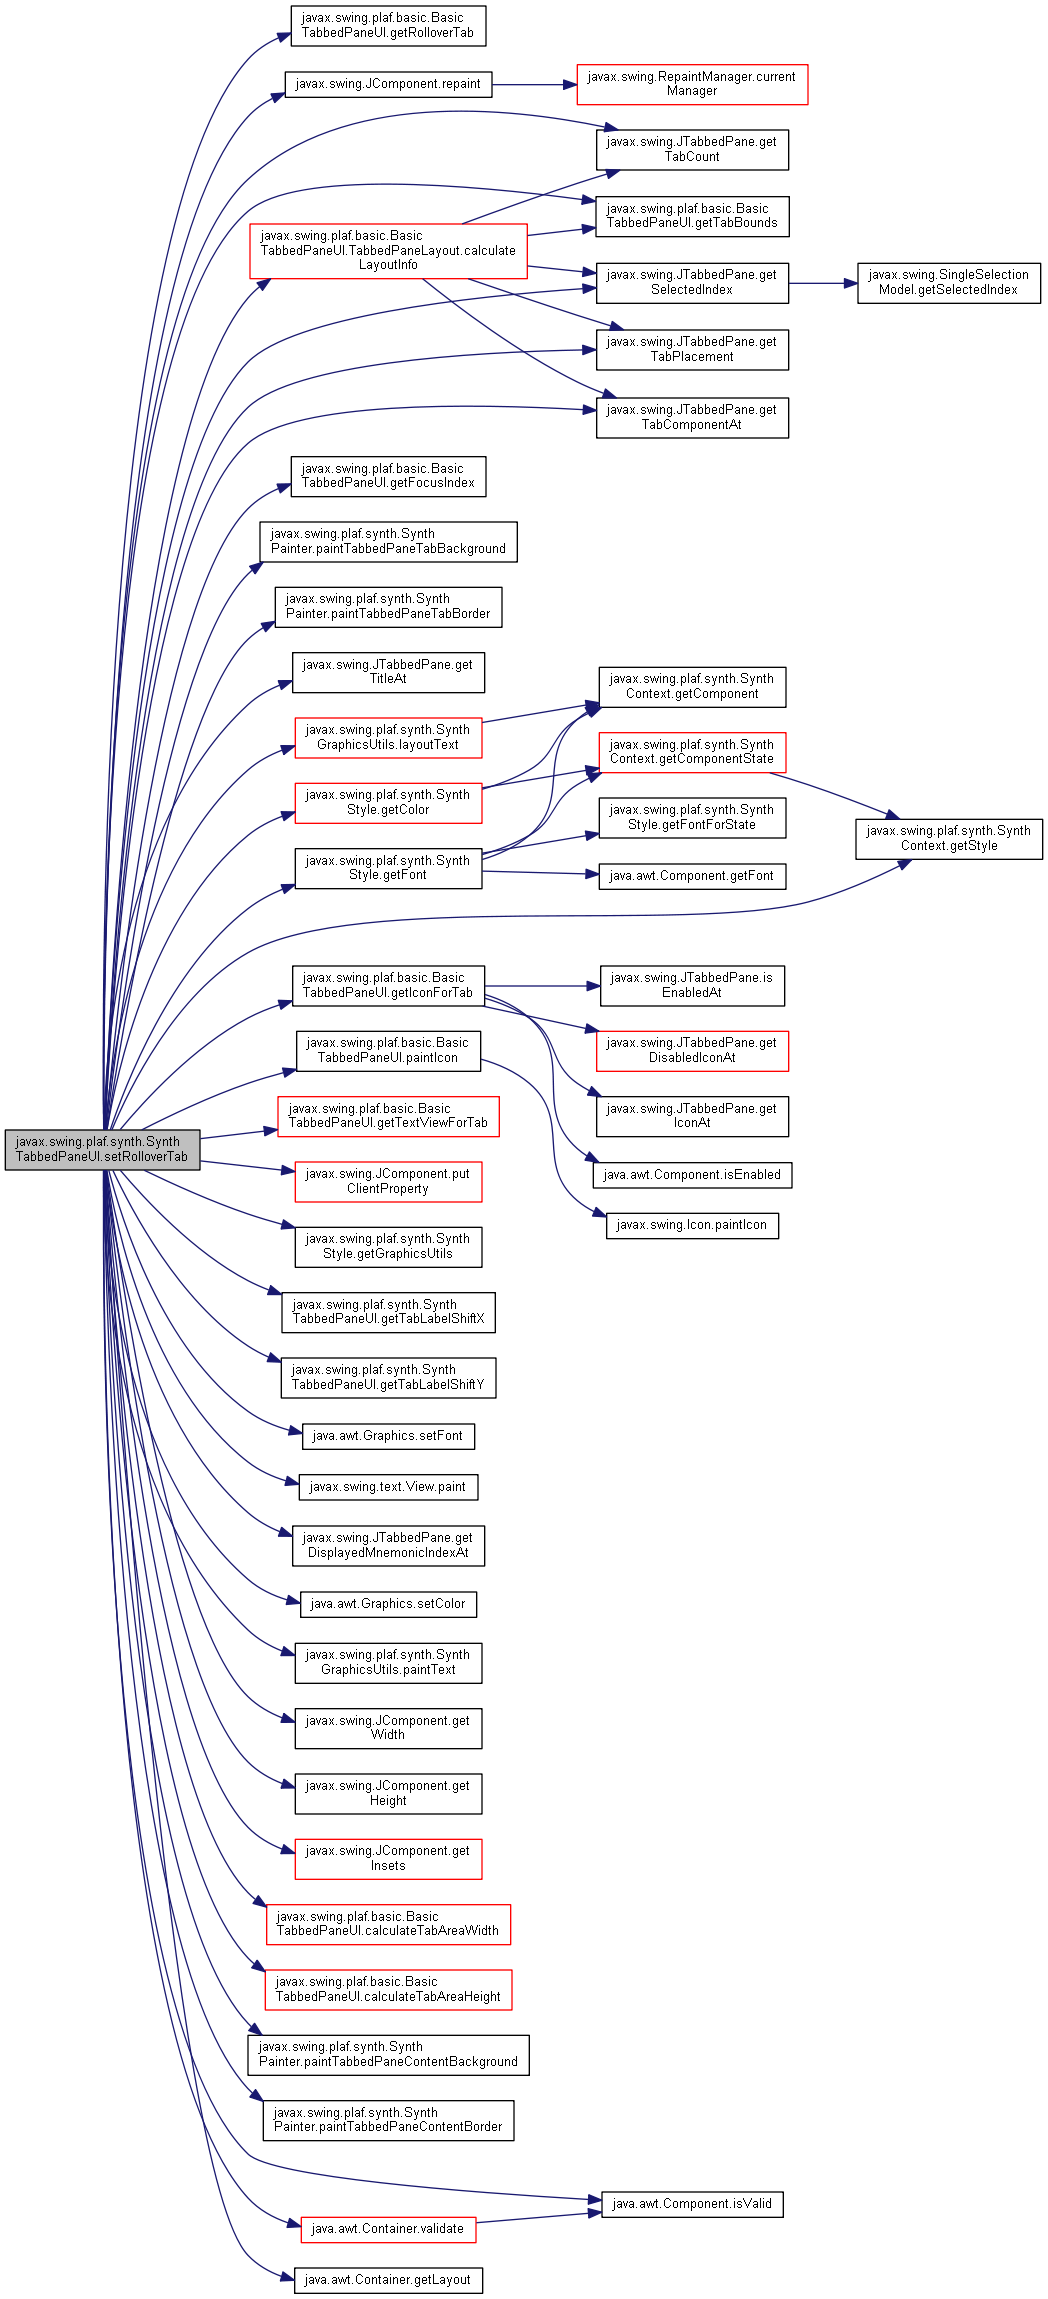 javax.swing.plaf.basic.Basic
TabbedPaneUI.getRolloverTab
javax.swing.JComponent.repaint
javax.swing.RepaintManager.current
Manager
javax.swing.JTabbedPane.get
TabCount
javax.swing.plaf.basic.Basic
TabbedPaneUI.getTabBounds
javax.swing.plaf.basic.Basic
TabbedPaneUI.TabbedPaneLayout.calculate
LayoutInfo
javax.swing.JTabbedPane.get
SelectedIndex
javax.swing.SingleSelection
Model.getSelectedIndex
javax.swing.JTabbedPane.get
TabPlacement
javax.swing.JTabbedPane.get
TabComponentAt
javax.swing.plaf.basic.Basic
TabbedPaneUI.getFocusIndex
javax.swing.plaf.synth.Synth
Painter.paintTabbedPaneTabBackground
javax.swing.plaf.synth.Synth
Painter.paintTabbedPaneTabBorder
javax.swing.JTabbedPane.get
TitleAt
javax.swing.plaf.synth.Synth
Context.getComponent
javax.swing.plaf.synth.Synth
GraphicsUtils.layoutText
javax.swing.plaf.synth.Synth
Context.getComponentState
javax.swing.plaf.synth.Synth
Style.getColor
javax.swing.plaf.synth.Synth
Style.getFontForState
javax.swing.plaf.synth.Synth
Context.getStyle
javax.swing.plaf.synth.Synth
Style.getFont
java.awt.Component.getFont
javax.swing.plaf.basic.Basic
TabbedPaneUI.getIconForTab
javax.swing.JTabbedPane.is
EnabledAt
javax.swing.plaf.basic.Basic
TabbedPaneUI.paintIcon
javax.swing.JTabbedPane.get
DisabledIconAt
javax.swing.plaf.basic.Basic
TabbedPaneUI.getTextViewForTab
javax.swing.JTabbedPane.get
IconAt
javax.swing.plaf.synth.Synth
TabbedPaneUI.setRolloverTab
javax.swing.JComponent.put
ClientProperty
java.awt.Component.isEnabled
javax.swing.Icon.paintIcon
javax.swing.plaf.synth.Synth
Style.getGraphicsUtils
javax.swing.plaf.synth.Synth
TabbedPaneUI.getTabLabelShiftX
javax.swing.plaf.synth.Synth
TabbedPaneUI.getTabLabelShiftY
java.awt.Graphics.setFont
javax.swing.text.View.paint
javax.swing.JTabbedPane.get
DisplayedMnemonicIndexAt
java.awt.Graphics.setColor
javax.swing.plaf.synth.Synth
GraphicsUtils.paintText
javax.swing.JComponent.get
Width
javax.swing.JComponent.get
Height
javax.swing.JComponent.get
Insets
javax.swing.plaf.basic.Basic
TabbedPaneUI.calculateTabAreaWidth
javax.swing.plaf.basic.Basic
TabbedPaneUI.calculateTabAreaHeight
javax.swing.plaf.synth.Synth
Painter.paintTabbedPaneContentBackground
javax.swing.plaf.synth.Synth
Painter.paintTabbedPaneContentBorder
java.awt.Component.isValid
java.awt.Container.validate
java.awt.Container.getLayout